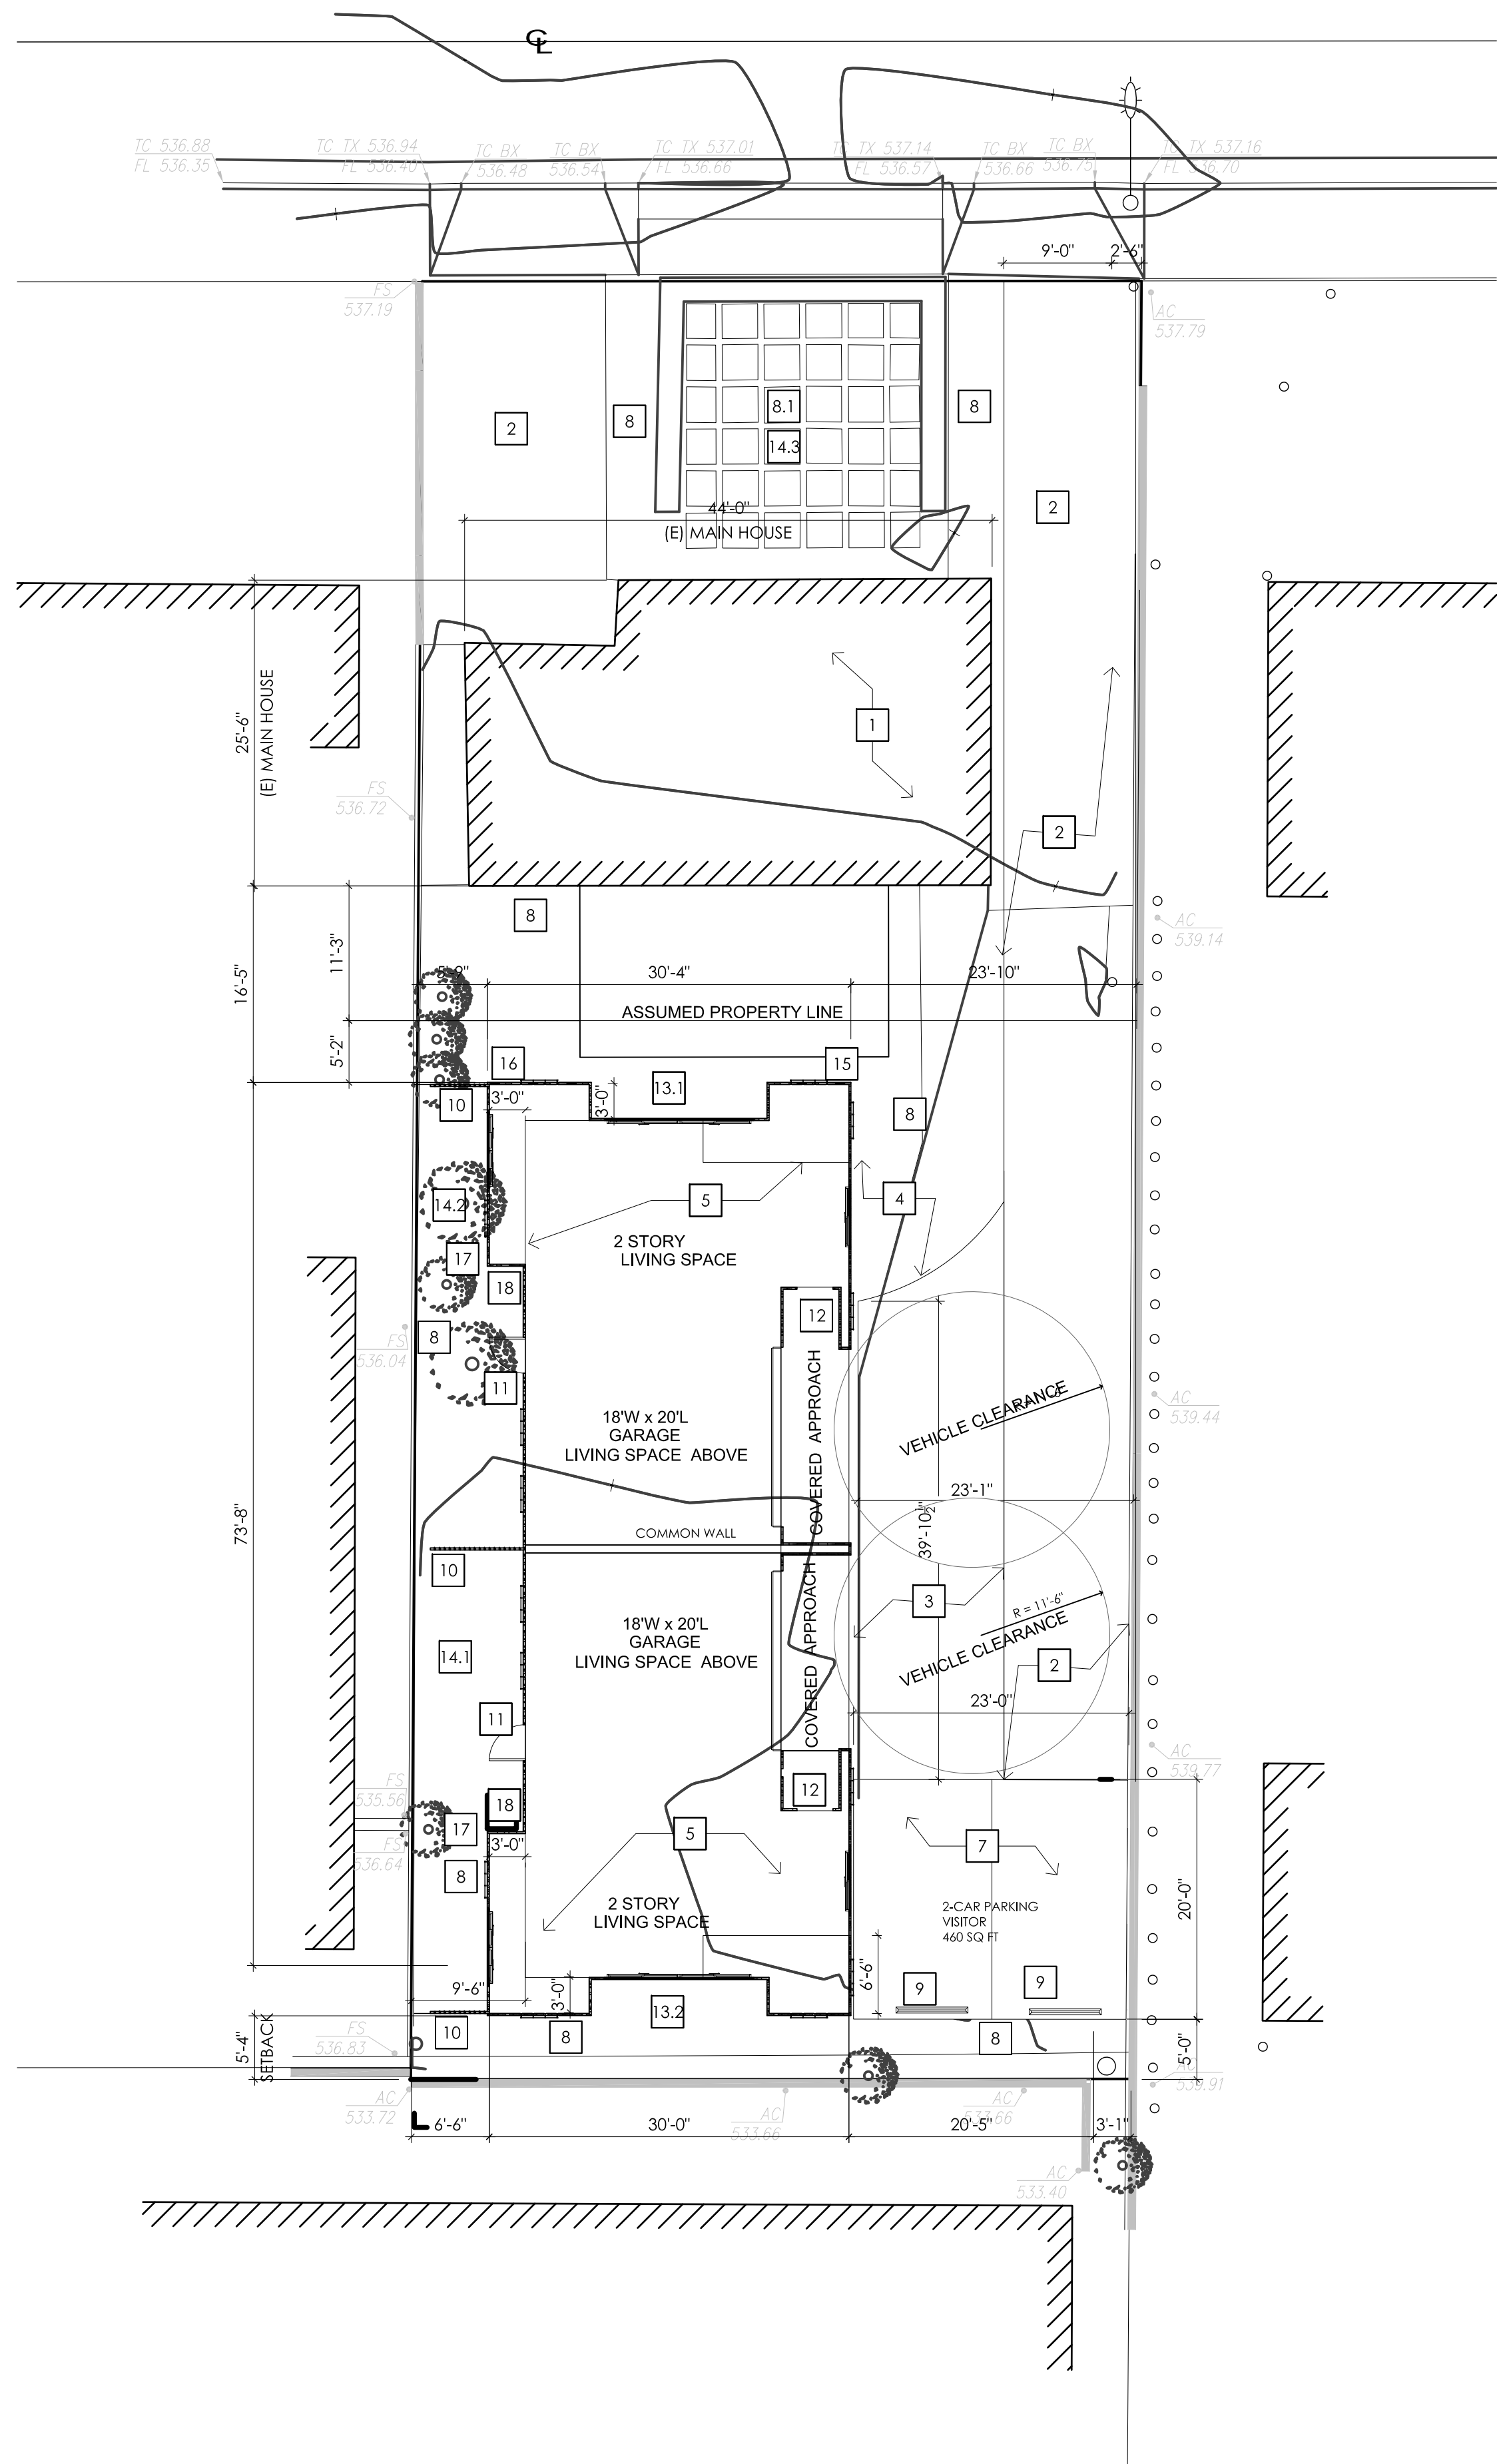 ℄
TC 536.88
FL 536.35
TC TX 536.94
FL 536.40
TC BX
536.48
TC BX
536.54
TC TX 537.01
FL 536.66
TC TX 537.14
FL 536.57
TC BX
536.66
TC BX
536.75
TC TX 537.16
FL 536.70
9'-0"
2'-6"
FS
537.19
AC
537.79
2
8
8.1
14.3
8
2
44'-0"
(E) MAIN HOUSE
25'-6"
(E) MAIN HOUSE
1
FS
536.72
2
8
AC
539.14
16'-5"
11'-3"
5'-2"
5'-9"
30'-4"
23'-10"
ASSUMED PROPERTY LINE
16
15
13.1
10
3'-0"
3'-0"
8
14.2
5
4
17
2 STORY
LIVING SPACE
18
12
8
FS
536.04
11
VEHICLE CLEARANCE
AC
539.44
18'W x 20'L
GARAGE
LIVING SPACE ABOVE
COVERED APPROACH
23'-1"
73'-8"
39'-10½"
COMMON WALL
10
COVERED APPROACH
3
R = 11'-6"
VEHICLE CLEARANCE
18'W x 20'L
GARAGE
LIVING SPACE ABOVE
14.1
2
23'-0"
11
AC
539.77
FS
535.56
18
12
17
5
7
3'-0"
FS
536.64
8
20'-0"
2 STORY
LIVING SPACE
2-CAR PARKING
VISITOR
460 SQ FT
6'-6"
9'-6"
3'-0"
9
9
13.2
10
8
8
FS
536.83
5'-4"
SETBACK
5'-0"
AC
539.91
AC
533.72
AC
533.66
AC
533.66
6'-6"
30'-0"
20'-5"
3'-1"
AC
533.40